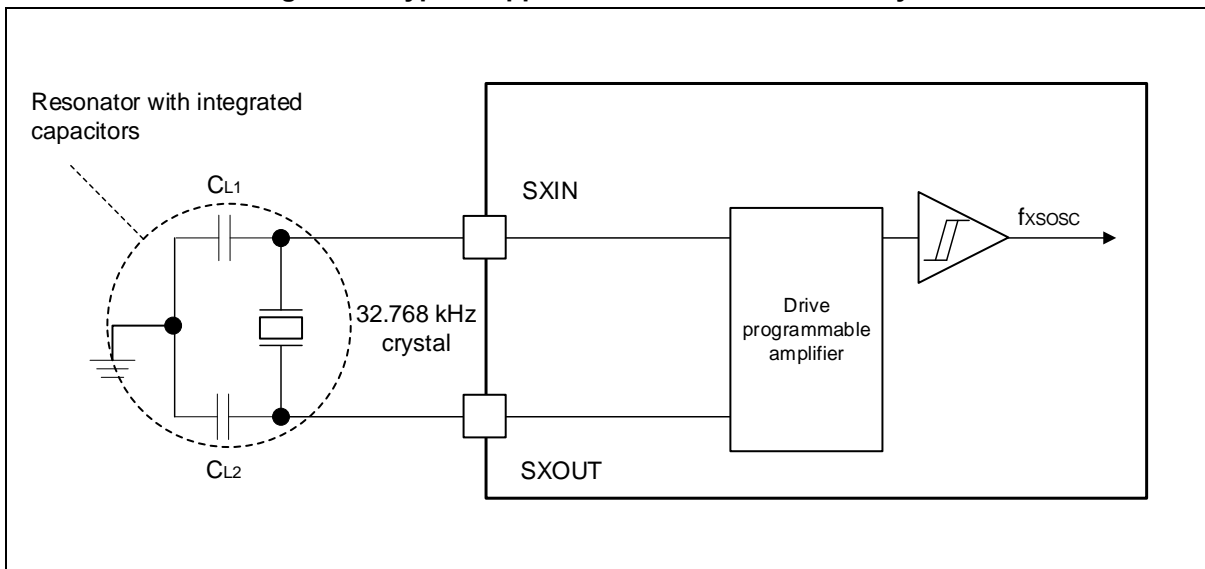 Resonator with integrated
capacitors
CL1
SXIN
fXSOSC
32.768 kHz
crystal
Drive
programmable
amplifier
CL2
SXOUT